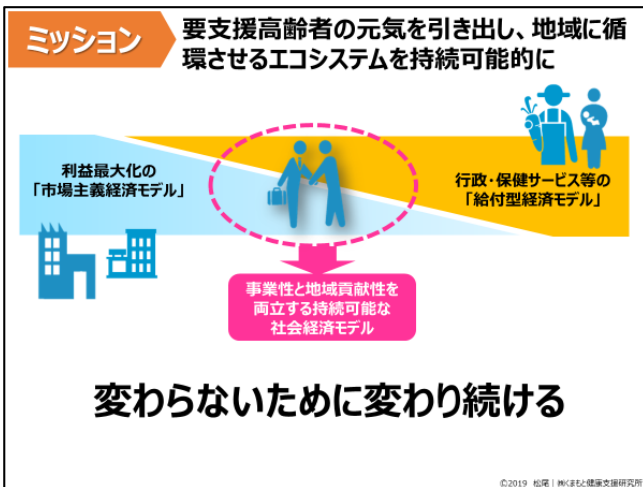 ミッション
要支援高齢者の元気を引き出し、地域に循
環させるエコシステムを持続可能的に
利益最大化の
「市場主義経済モデル」
行政・保健サービス等の
「給付型経済モデル」
事業性と地域貢献性を
両立する持続可能な
社会経済モデル
変わらないために変わり続ける
©2019 松尾｜㈱くまもと健康支援研究所